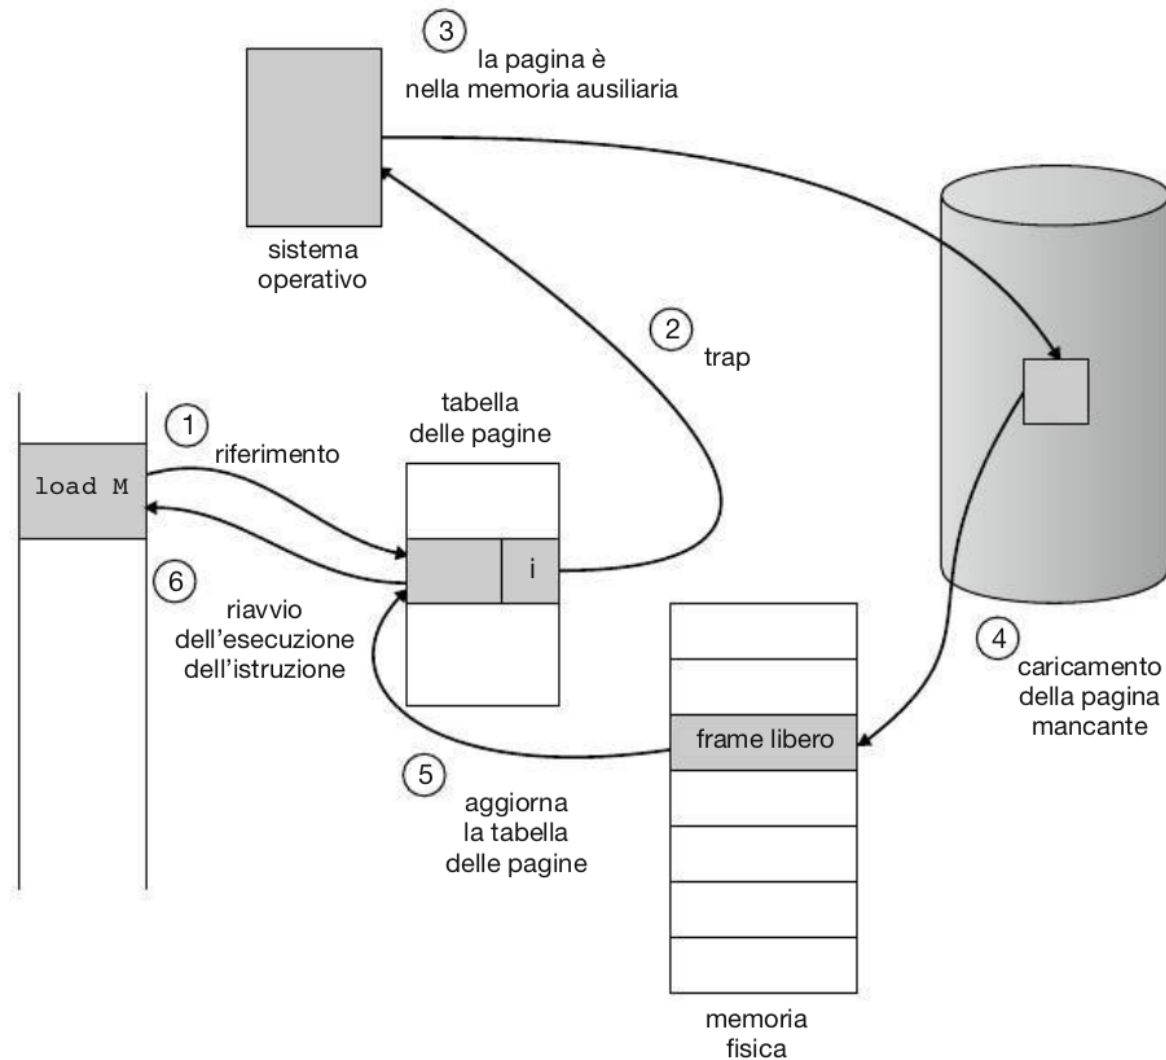 3
la pagina è
nella memoria ausiliaria
sistema
operativo
2
trap
1
riferimento
load M
tabella
delle pagine
i
6
riavvio
dell'esecuzione
dell'istruzione
4
caricamento
della pagina
mancante
frame libero
5
aggiorna
la tabella
delle pagine
memoria
fisica